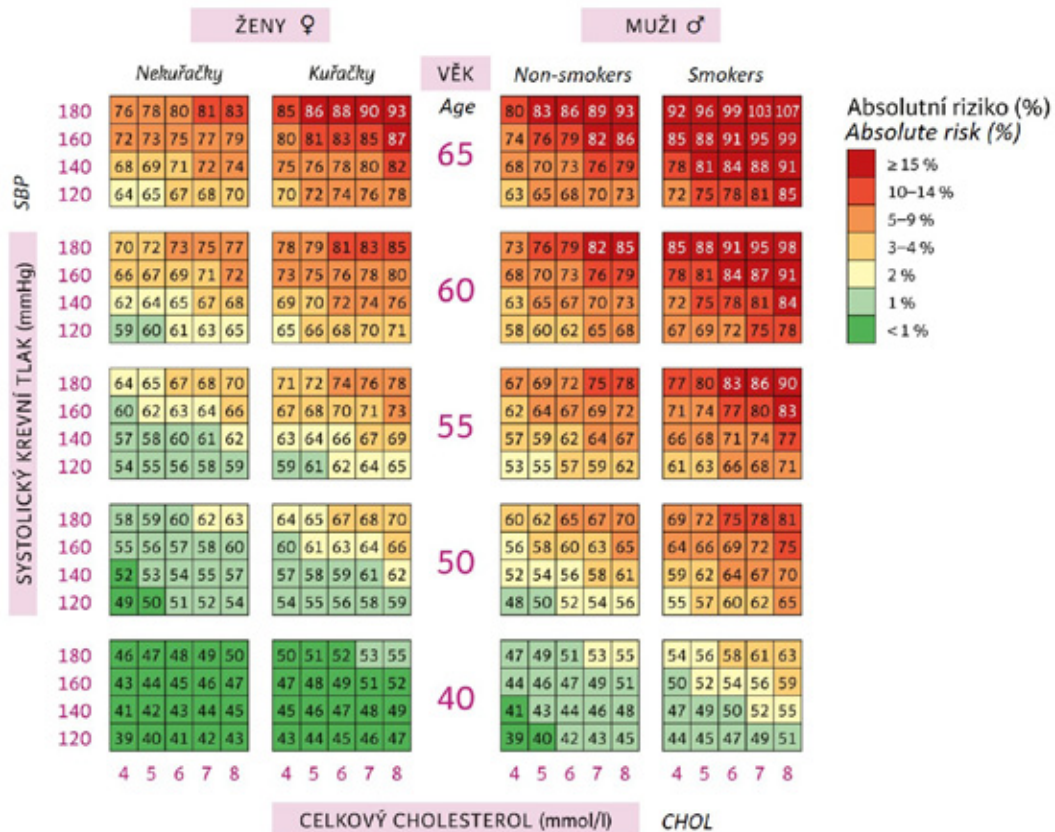 ŽENY ♀ MUŽI ♂
Nekuřačky Kuřačky VĚK Non-smokers Smokers
Age
180 76 78 80 81 83 85 86 88 90 93 80 83 86 89 93 92 96 99 103 107
160 72 73 75 77 79 80 81 83 85 87 74 76 79 82 86 85 88 91 95 99
65
140 68 69 71 72 74 75 76 78 80 82 68 70 73 76 79 78 81 84 88 91
120 64 65 67 68 70 70 72 74 76 78 63 65 68 70 73 72 75 78 81 85
180 70 72 73 75 77 78 79 81 83 85 73 76 79 82 85 85 88 91 95 98
160 66 67 69 71 72 73 75 76 78 80 68 70 73 76 79 78 81 84 87 91
60
140 62 64 65 67 68 69 70 72 74 76 63 65 67 70 73 72 75 78 81 84
120 59 60 61 63 65 65 66 68 70 71 58 60 62 65 68 67 69 72 75 78
180 64 65 67 68 70 71 72 74 76 78 67 69 72 75 78 77 80 83 86 90
160 60 62 63 64 66 67 68 70 71 73 62 64 67 69 72 71 74 77 80 83
55
140 57 58 60 61 62 63 64 66 67 69 57 59 62 64 67 66 68 71 74 77
120 54 55 56 58 59 59 61 62 64 65 53 55 57 59 62 61 63 66 68 71
180 58 59 60 62 63 64 65 67 68 70 60 62 65 67 70 69 72 75 78 81
160 55 56 57 58 60 60 61 63 64 66 56 58 60 63 65 64 66 69 72 75
50
140 52 53 54 55 57 57 58 59 61 62 52 54 56 58 61 59 62 64 67 70
120 49 50 51 52 54 54 55 56 58 59 48 50 52 54 56 55 57 60 62 65
180 46 47 48 49 50 50 51 52 53 55 47 49 51 53 55 54 56 58 61 63
160 43 44 45 46 47 47 48 49 51 52 44 46 47 49 51 50 52 54 56 59
40
140 41 42 43 44 45 45 46 47 48 49 41 43 44 46 48 47 49 50 52 55
120 39 40 41 42 43 43 44 45 46 47 39 40 42 43 45 44 45 47 49 51
4 5 6 7 8 4 5 6 7 8 4 5 6 7 8 4 5 6 7 8
CELKOVÝ CHOLESTEROL (mmol/l) CHOL
SBP
SYSTOLICKÝ KREVNÍ TLAK (mmHg)
Absolutní riziko (%)
Absolute risk (%)
≥ 15 %
10–14 %
5–9 %
3–4 %
2 %
1 %
< 1 %